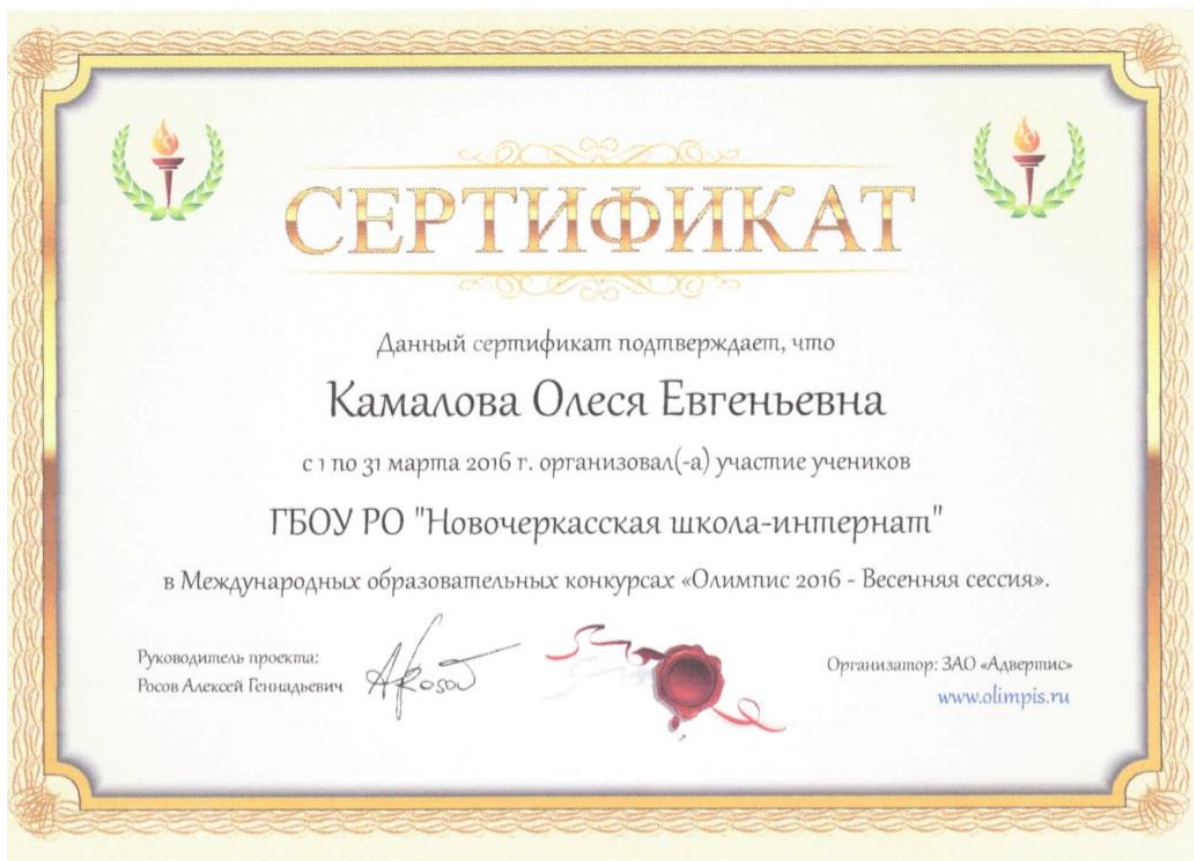 СЕРТИФИКАТ
Данный сертификат подтверждает, что
Камалова Олеся Евгеньевна
с 1 по 31 марта 2016 г. организовал(-а) участие учеников
ГБОУ РО "Новочеркасская школа-интернат"
в Международных образовательных конкурсах «Олимпис 2016 - Весенняя сессия».
Руководитель проекта:
Росов Алексей Геннадьевич
ARosov
Организатор: ЗАО «Адвертис»
www.olimpis.ru